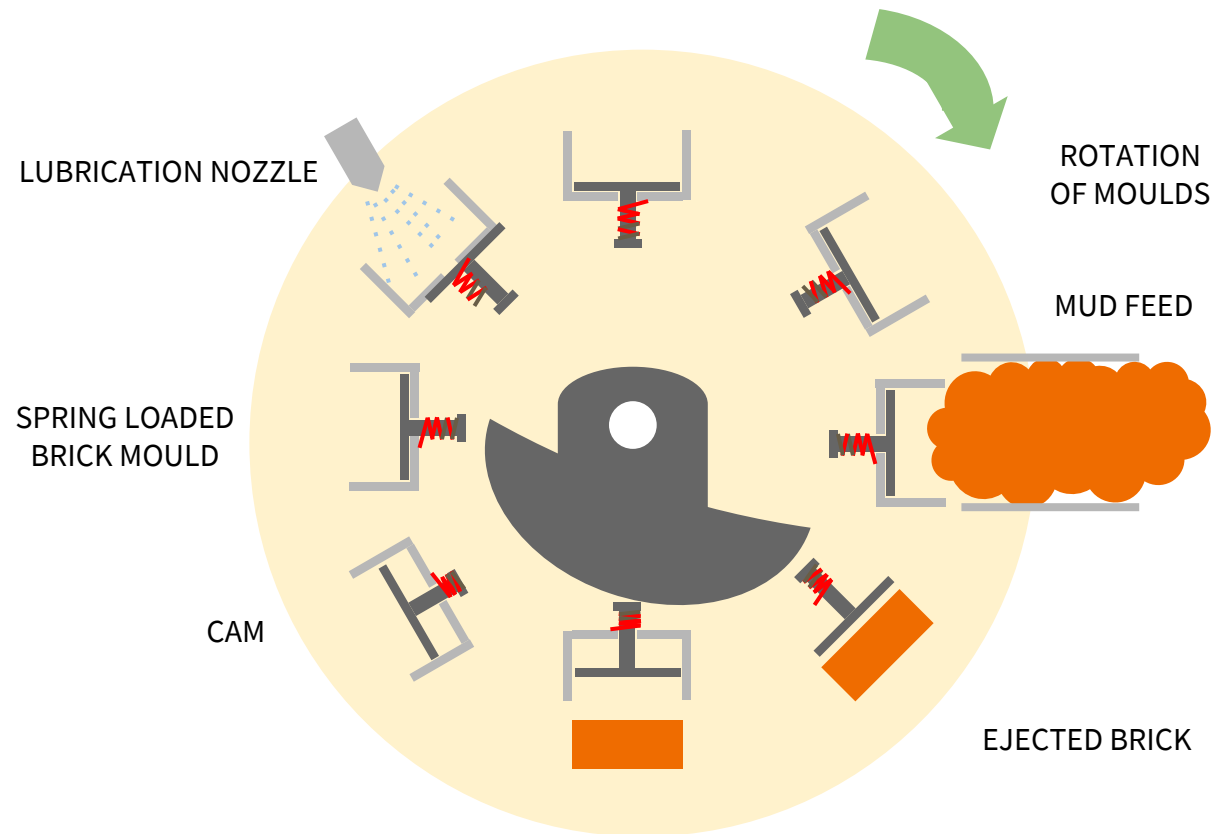 LUBRICATION NOZZLE
ROTATION
OF MOULDS
MUD FEED
SPRING LOADED
BRICK MOULD
CAM
EJECTED BRICK